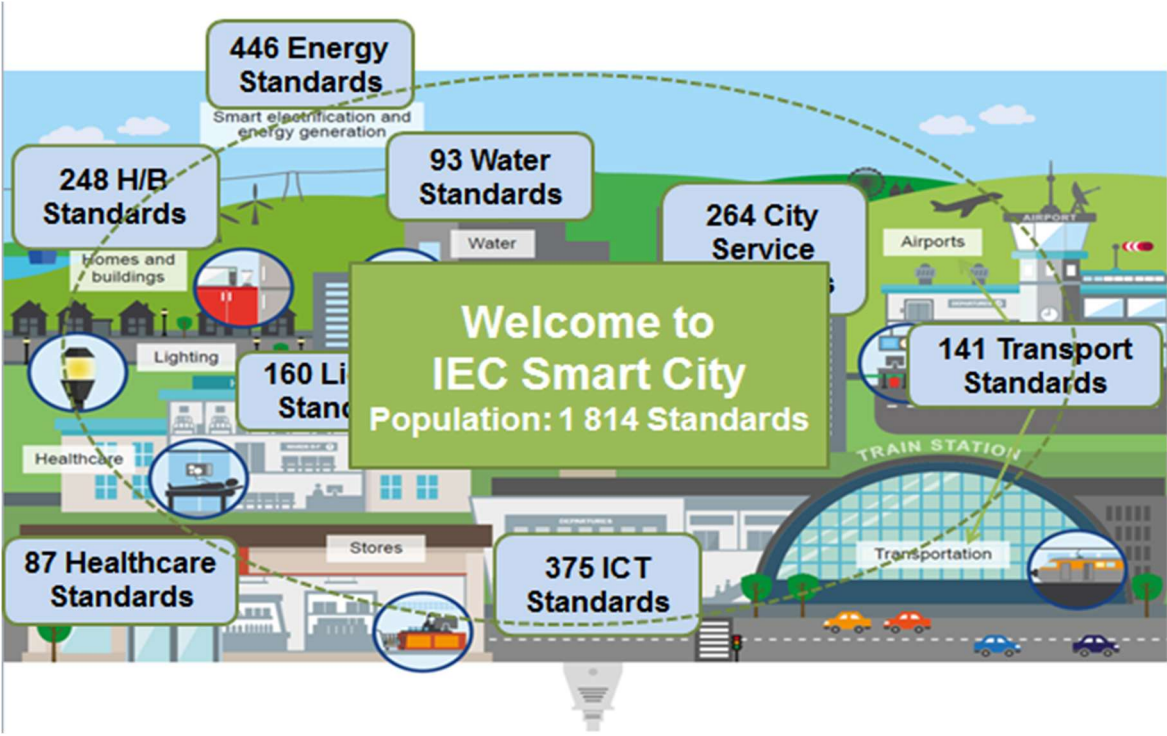 446 Energy
Standards
Smart electrification and
energy generation
248 H/B
Standards
93 Water
Standards
264 City
Service
s
Homes and
buildings
Water
Airports
AIRPORT
DEPARTURES
Welcome to
IEC Smart City
Population: 1 814 Standards
Lighting
160 Li
Stan
141 Transport
Standards
Healthcare
TRAIN STATION
DEPARTURES
Stores
Transportation
87 Healthcare
Standards
375 ICT
Standards